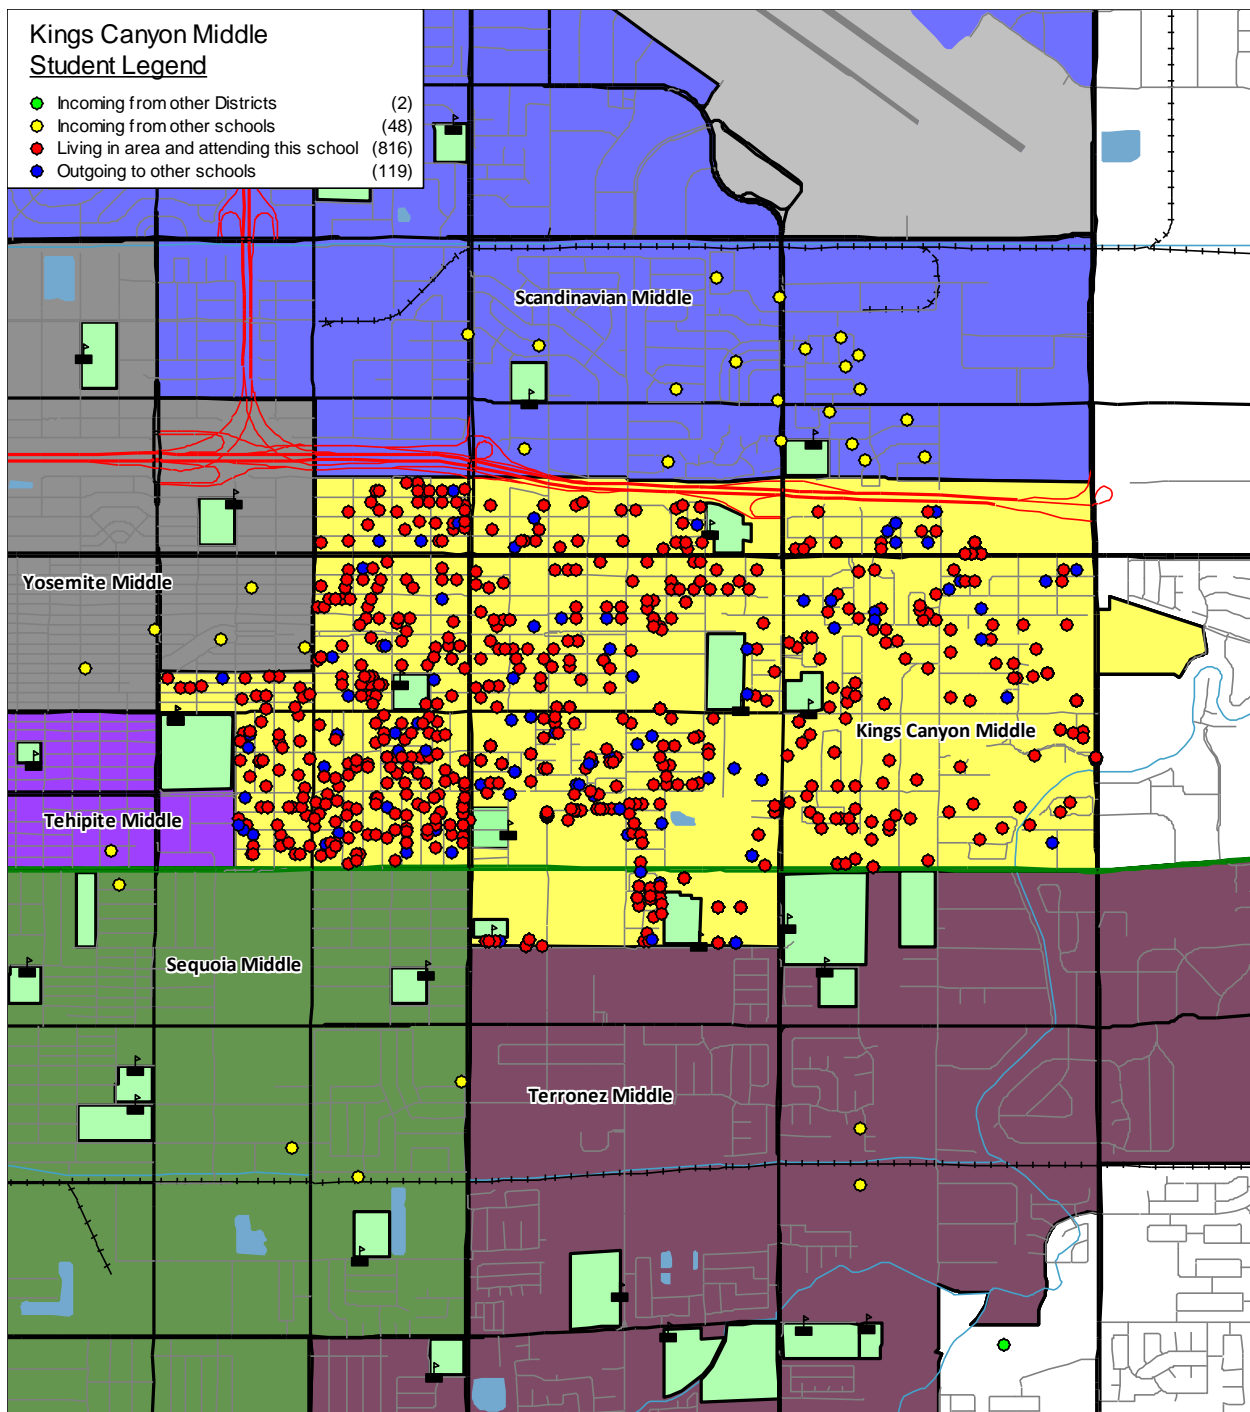 Kings Canyon Middle
Student Legend
Incoming from other Districts (2)
Incoming from other schools (48)
Living in area and attending this school (816)
Outgoing to other schools (119)
Scandinavian Middle
Yosemite Middle
Kings Canyon Middle
Tehipite Middle
Sequoia Middle
Terronez Middle